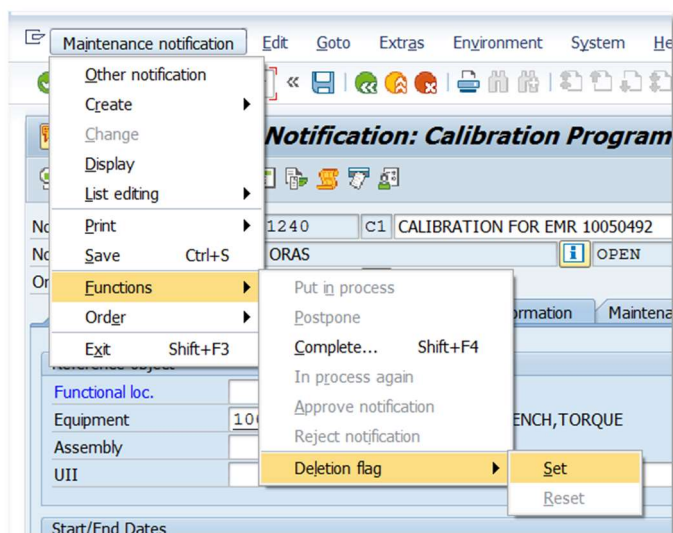 Maintenance notification Edit Goto Extras Environment System He
Other notification
Create
Change
Display
List editing
Print
Save Ctrl+S
Functions
Order
Exit Shift+F3
«
Notification: Calibration Program
1240 C1 CALIBRATION FOR EMR 10050492
ORAS OPEN
Put in process
Postpone
Complete... Shift+F4
In process again
Approve notification
Reject notification
Deletion flag
Set
Reset
rmation Maintena
Functional loc.
Equipment 10 ENCH,TORQUE
Assembly
UII
Start/End Dates